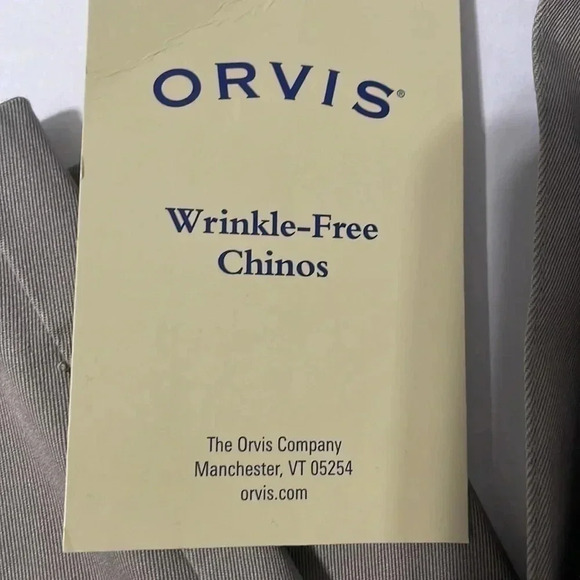 ORVIS®
Wrinkle-Free
Chinos
The Orvis Company
Manchester, VT 05254
orvis.com